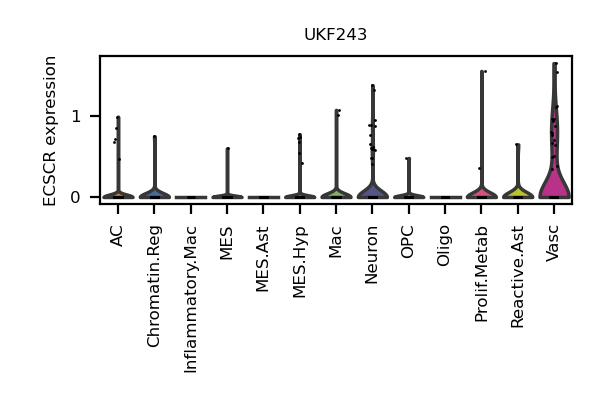 UKF243
ECSCR expression
1
0
AC
Chromatin.Reg
Inflammatory.Mac
MES
MES.Ast
MES.Hyp
Mac
Neuron
OPC
Oligo
Prolif.Metab
Reactive.Ast
Vasc